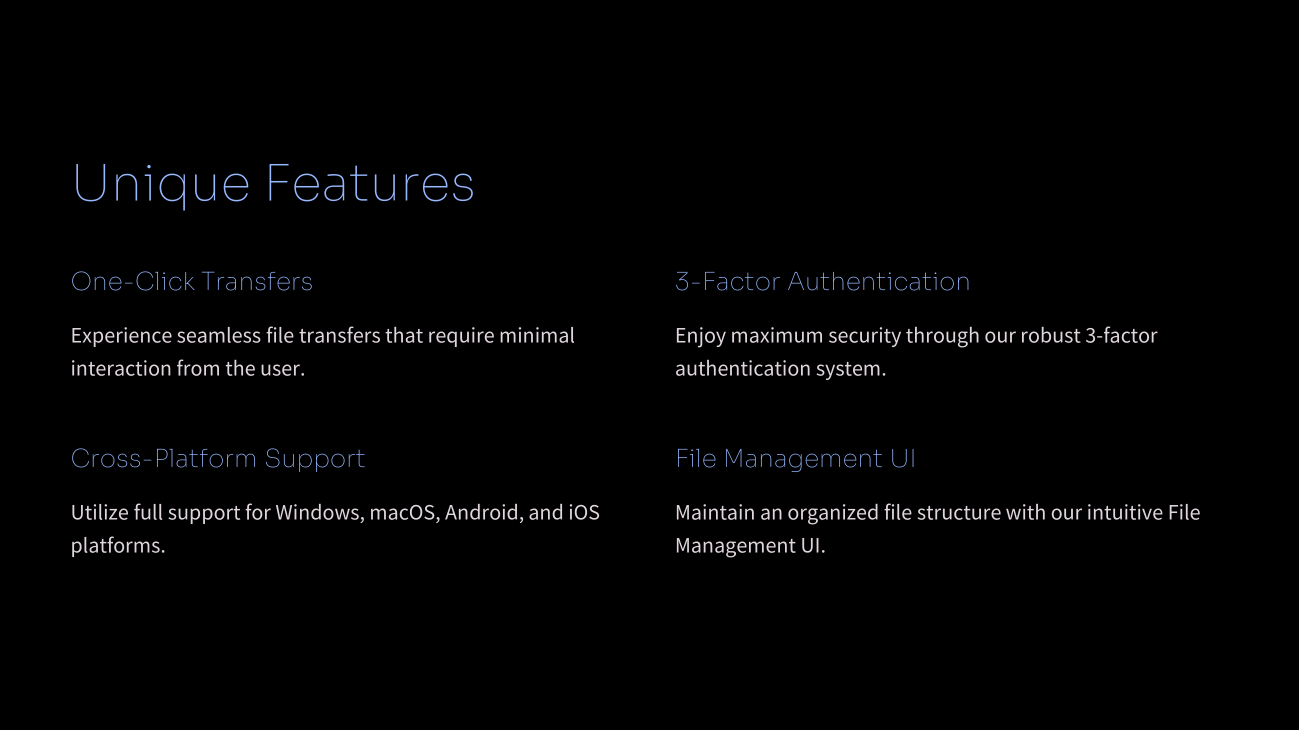 Unique Features
One-Click Transfers
Experience seamless file transfers that require minimal
interaction from the user.
3-Factor Authentication
Enjoy maximum security through our robust 3-factor
authentication system.
Cross-Platform Support
Utilize full support for Windows, macOS, Android, and iOS
platforms.
File Management UI
Maintain an organized file structure with our intuitive File
Management UI.